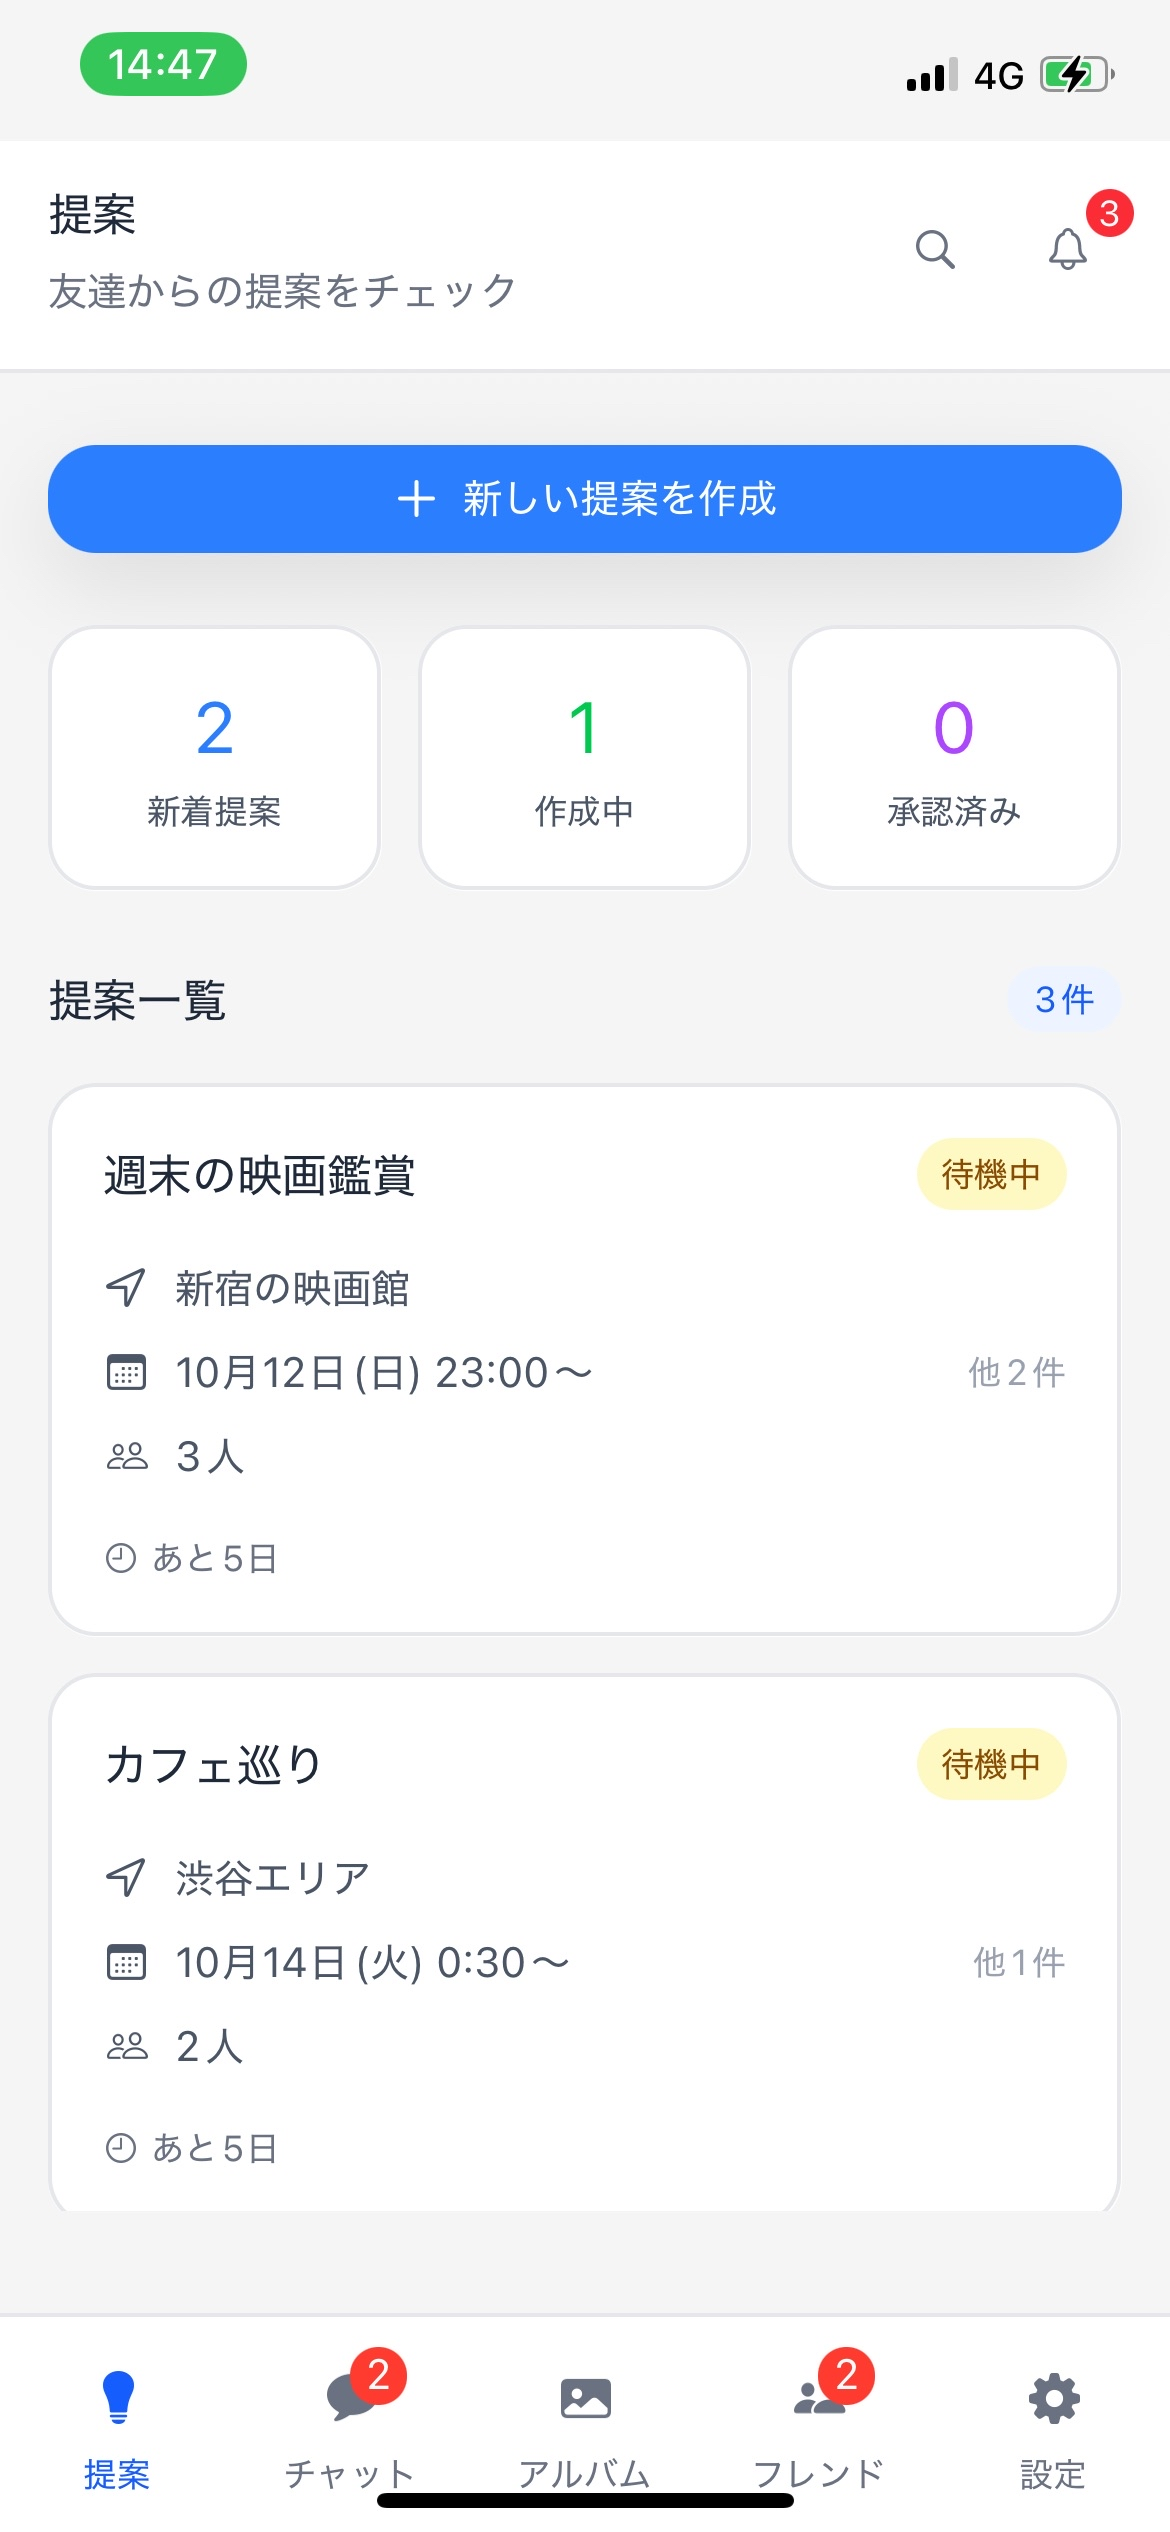 14:47
4G
提案
3
友達からの提案をチェック
新しい提案を作成
2
1
0
新着提案
作成中
承認済み
提案一覧
3件
週末の映画鑑賞
待機中
新宿の映画館
10月12日(日) 23:00〜
他2件
3人
あと5日
カフェ巡り
待機中
渋谷エリア
10月14日(火) 0:30〜
他1件
2人
あと5日
2
2
提案
チャット
アルバム
フレンド
設定